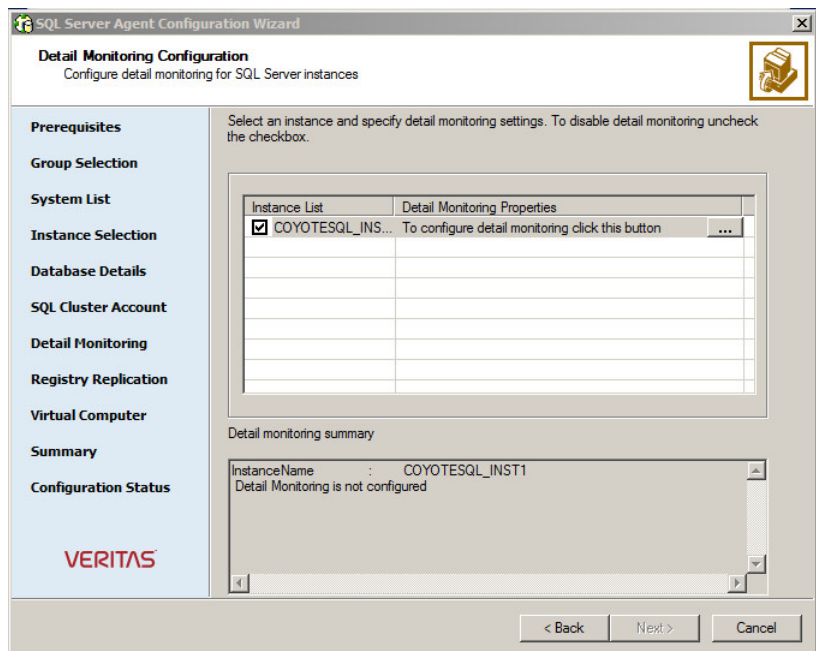 SQL Server Agent Configuration Wizard
Detail Monitoring Configuration
Configure detail monitoring for SQL Server instances
Prerequisites
Group Selection
System List
Instance Selection
Database Details
SQL Cluster Account
Detail Monitoring
Registry Replication
Virtual Computer
Summary
Configuration Status
VERITAS
Select an instance and specify detail monitoring settings. To disable detail monitoring uncheck
the checkbox.
Instance List Detail Monitoring Properties
COYOTESQL_INS... To configure detail monitoring click this button ...
Detail monitoring summary
InstanceName : COYOTESQL_INST1
Detail Monitoring is not configured
< Back Next > Cancel